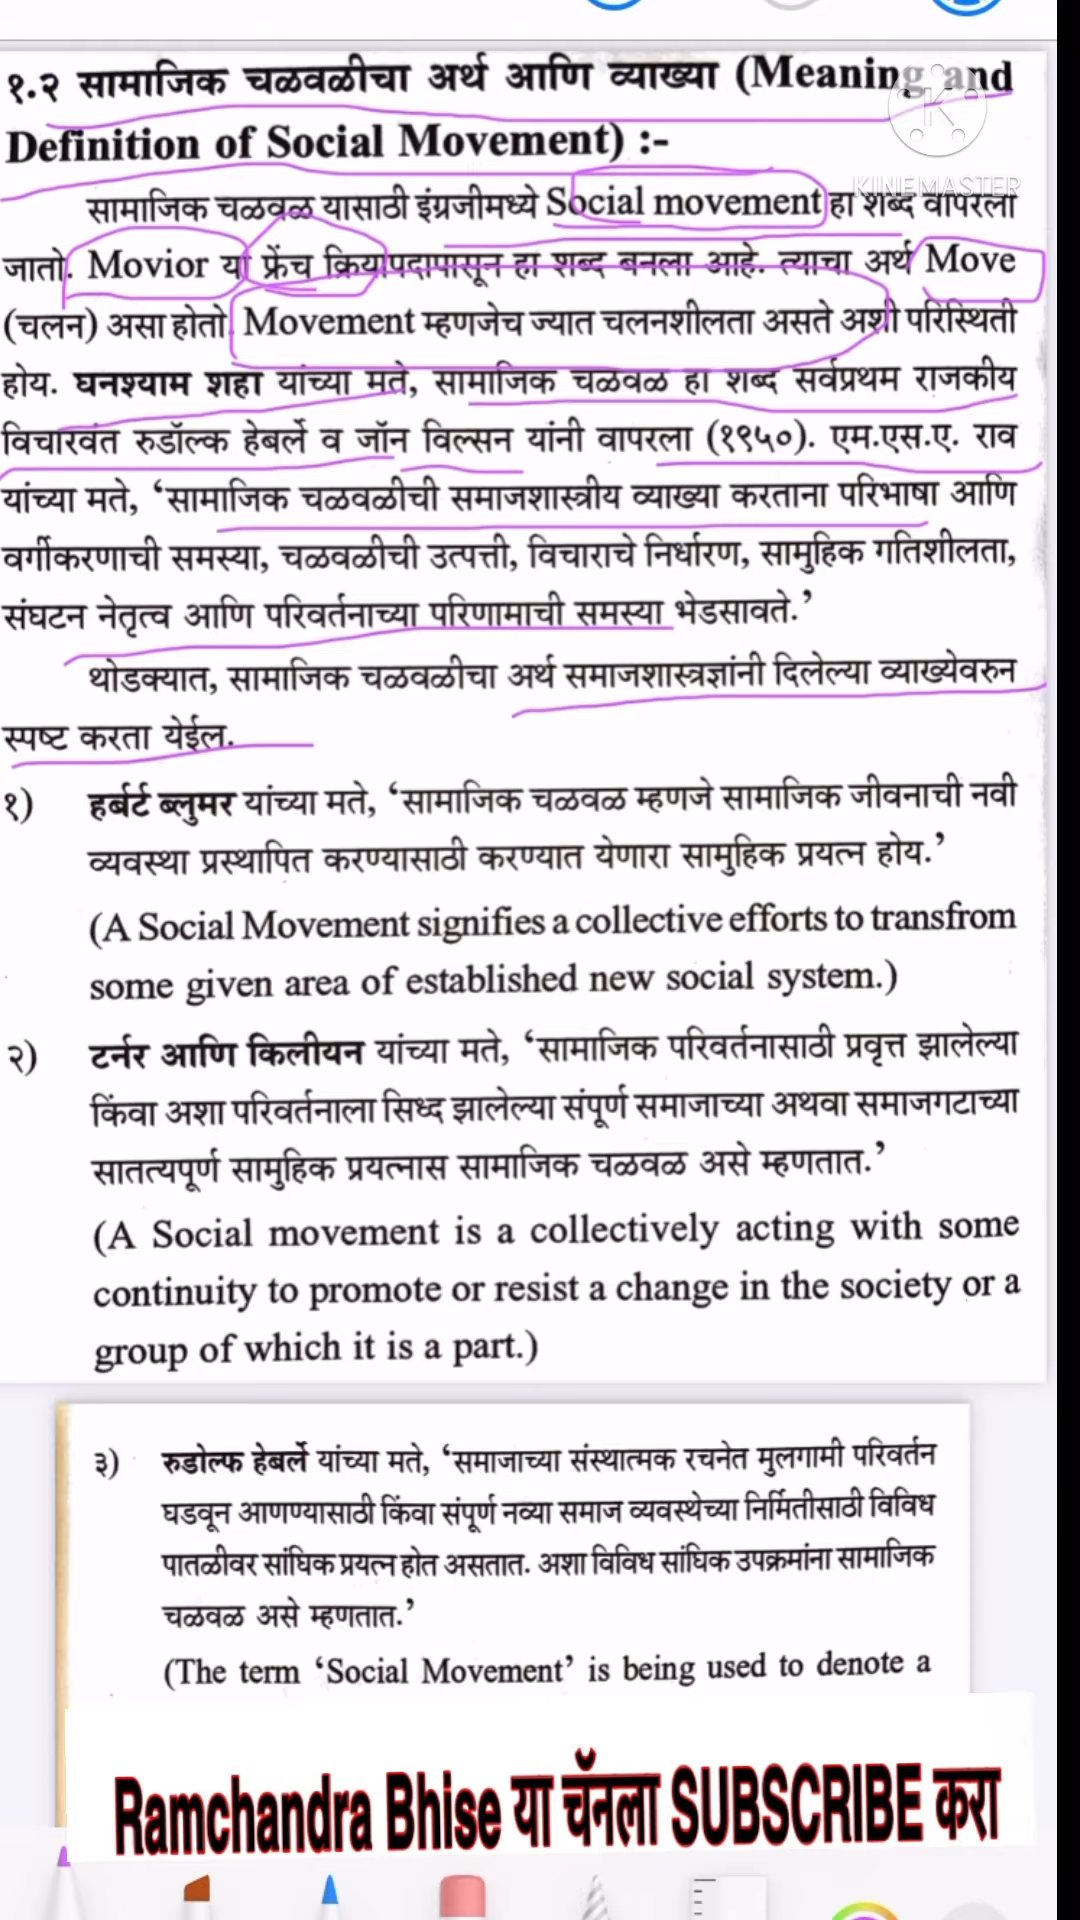 १.२ सामाजिक चळवळीचा अर्थ आणि व्याख्या (Meaning and
Definition of Social Movement) :-
KINEMASTER
सामाजिक चळवळ यासाठी इंग्रजीमध्ये Social movement हा शब्द वापरला
जातो. Movior या फ्रेंच क्रियापदापासून हा शब्द बनला आहे. त्याचा अर्थ Move
(चलन) असा होतो. Movement म्हणजेच ज्यात चलनशीलता असते अशी परिस्थिती
होय. घनश्याम शहा यांच्या मते, सामाजिक चळवळ हा शब्द सर्वप्रथम राजकीय
विचारवंत रुडॉल्क हेबर्ले व जॉन विल्सन यांनी वापरला (१९५०). एम.एस.ए. राव
यांच्या मते, ‘सामाजिक चळवळीची समाजशास्त्रीय व्याख्या करताना परिभाषा आणि
वर्गीकरणाची समस्या, चळवळीची उत्पत्ती, विचाराचे निर्धारण, सामुहिक गतिशीलता,
संघटन नेतृत्व आणि परिवर्तनाच्या परिणामाची समस्या भेडसावते.’
थोडक्यात, सामाजिक चळवळीचा अर्थ समाजशास्त्रज्ञांनी दिलेल्या व्याख्येवरुन
स्पष्ट करता येईल.
१) हर्बर्ट ब्लुमर यांच्या मते, ‘सामाजिक चळवळ म्हणजे सामाजिक जीवनाची नवी
व्यवस्था प्रस्थापित करण्यासाठी करण्यात येणारा सामुहिक प्रयत्न होय.’
(A Social Movement signifies a collective efforts to transfrom
some given area of established new social system.)
२) टर्नर आणि किलीयन यांच्या मते, ‘सामाजिक परिवर्तनासाठी प्रवृत्त झालेल्या
किंवा अशा परिवर्तनाला सिध्द झालेल्या संपूर्ण समाजाच्या अथवा समाजगटाच्या
सातत्यपूर्ण सामुहिक प्रयत्नास सामाजिक चळवळ असे म्हणतात.’
(A Social movement is a collectively acting with some
continuity to promote or resist a change in the society or a
group of which it is a part.)
३) रुडोल्फ हेबर्ले यांच्या मते, ‘समाजाच्या संस्थात्मक रचनेत मुलगामी परिवर्तन
घडवून आणण्यासाठी किंवा संपूर्ण नव्या समाज व्यवस्थेच्या निर्मितीसाठी विविध
पातळीवर सांघिक प्रयत्न होत असतात. अशा विविध सांघिक उपक्रमांना सामाजिक
चळवळ असे म्हणतात.’
(The term ‘Social Movement’ is being used to denote a
Ramchandra Bhise या चॅनला SUBSCRIBE करा